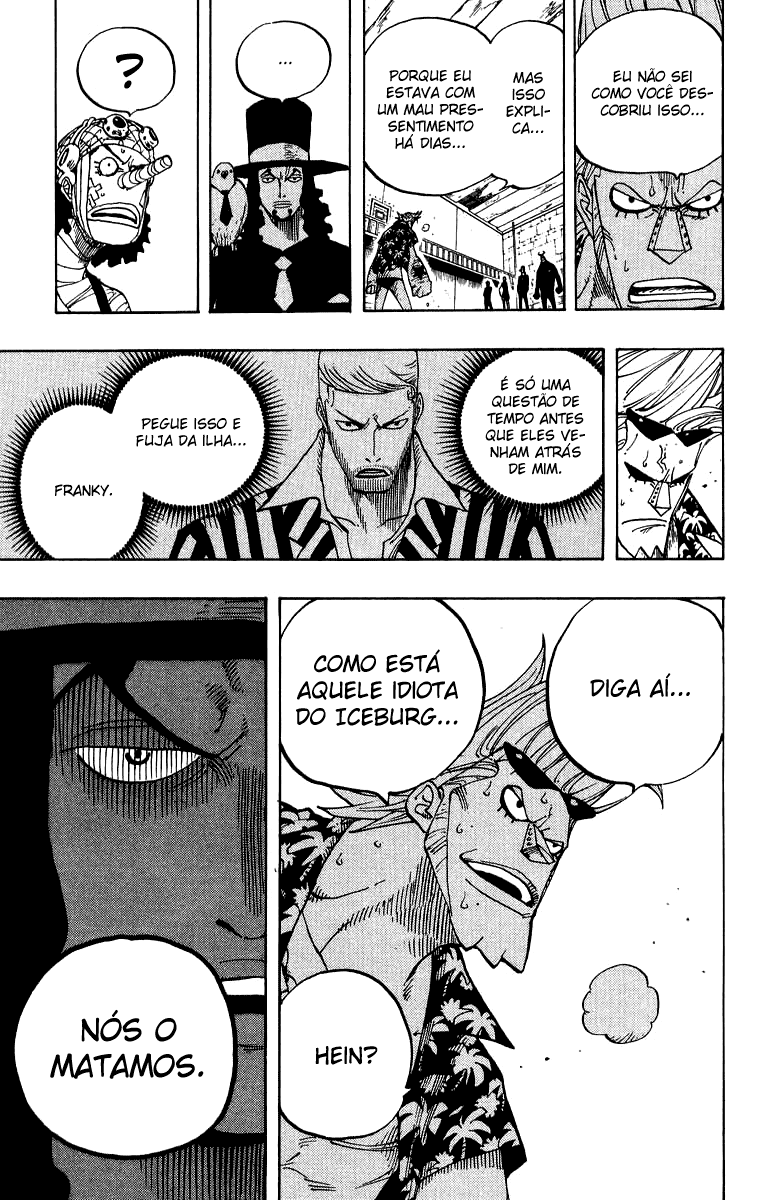 EU NÃO SEI
COMO VOCÊ DES-
COBRIU ISSO...
MAS
ISSO
EXPLI-
CA...
PORQUE EU
ESTAVA COM
UM MAU PRES-
SENTIMENTO
HÁ DIAS...
...
?
É SÓ UMA
QUESTÃO DE
TEMPO ANTES
QUE ELES VE-
NHAM ATRÁS
DE MIM.
PEGUE ISSO E
FUJA DA ILHA...
FRANKY.
DIGA AÍ...
COMO ESTÁ
AQUELE IDIOTA
DO ICEBURG...
HEIN?
NÓS O
MATAMOS.